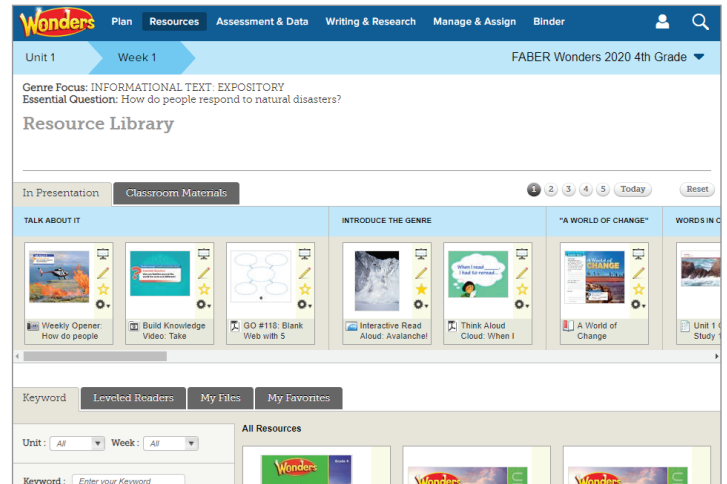 Wonders Plan Resources Assessment & Data Writing & Research Manage & Assign Binder
Unit 1 Week 1 FABER Wonders 2020 4th Grade
Genre Focus: INFORMATIONAL TEXT: EXPOSITORY
Essential Question: How do people respond to natural disasters?
Resource Library
In Presentation Classroom Materials 1 2 3 4 5 Today Reset
TALK ABOUT IT INTRODUCE THE GENRE "A WORLD OF CHANGE" WORDS IN C
When I read
I had to reread...
A World of
CHANGE
Weekly Opener: How do people
Build Knowledge Video: Take
GO #118: Blank Web with 5
Interactive Read Aloud: Avalanche!
Think Aloud Cloud: When I
A World of Change
Unit 1
Study
Keyword Leveled Readers My Files My Favorites
Unit : All Week : All
Keyword : Enter your Keyword
All Resources
Wonders
Wonders
Wonders